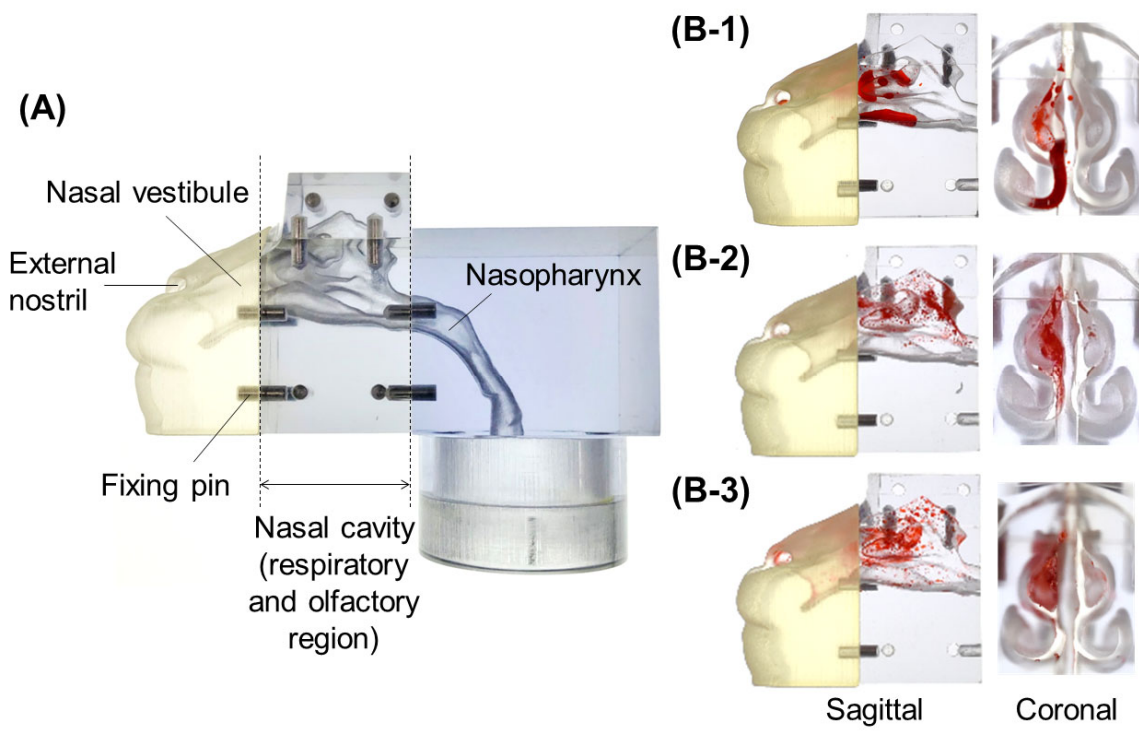 (A)
Nasal vestibule
External
nostril
Nasopharynx
Fixing pin
Nasal cavity
(respiratory
and olfactory
region)
(B-1)
(B-2)
(B-3)
Sagittal
Coronal